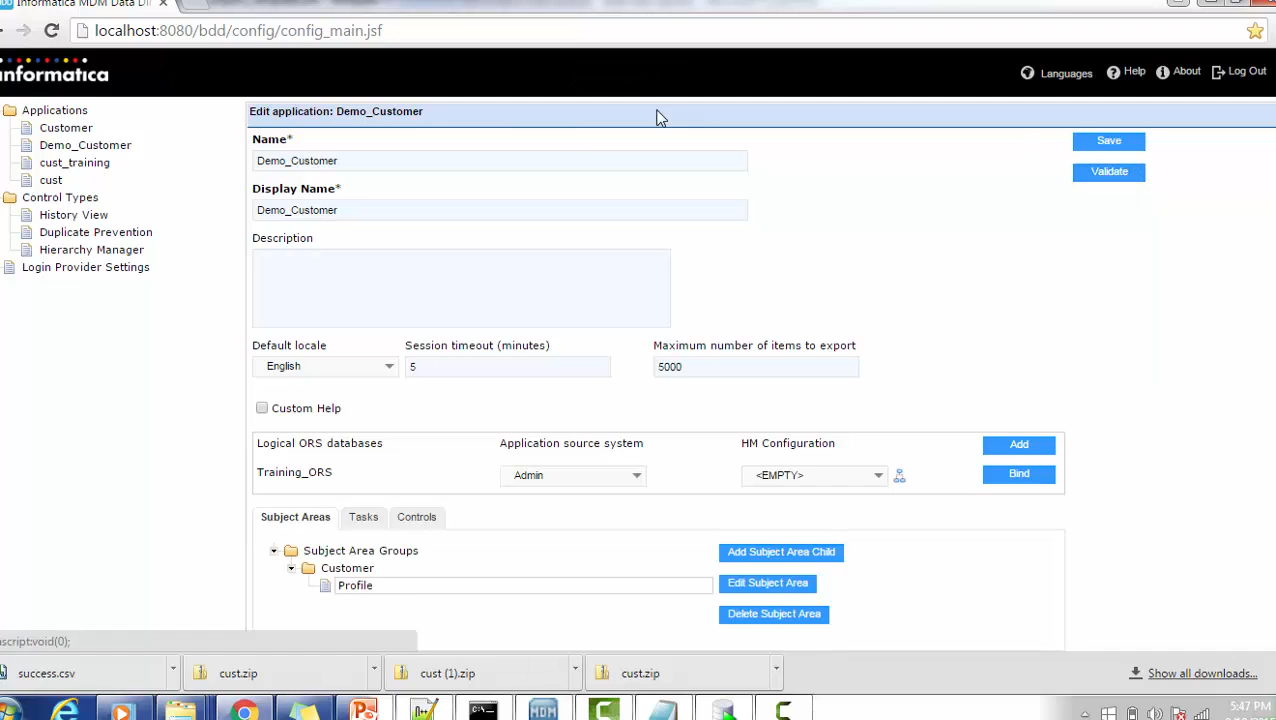 Informatica MDM Data Di
localhost:8080/bdd/config/config_main.jsf
informatica
Languages Help About Log Out
Applications
Customer
Demo_Customer
cust_training
cust
Control Types
History View
Duplicate Prevention
Hierarchy Manager
Login Provider Settings
Edit application: Demo_Customer
Name*
Demo_Customer
Save
Validate
Display Name*
Demo_Customer
Description
Default locale Session timeout (minutes) Maximum number of items to export
English 5 5000
Custom Help
Logical ORS databases Application source system HM Configuration Add
Training_ORS Admin <EMPTY> Bind
Subject Areas Tasks Controls
Subject Area Groups Add Subject Area Child
Customer
Profile Edit Subject Area
Delete Subject Area
ascript:void(0);
success.csv cust.zip cust (1).zip cust.zip Show all downloads...
MDM
5:47 PM